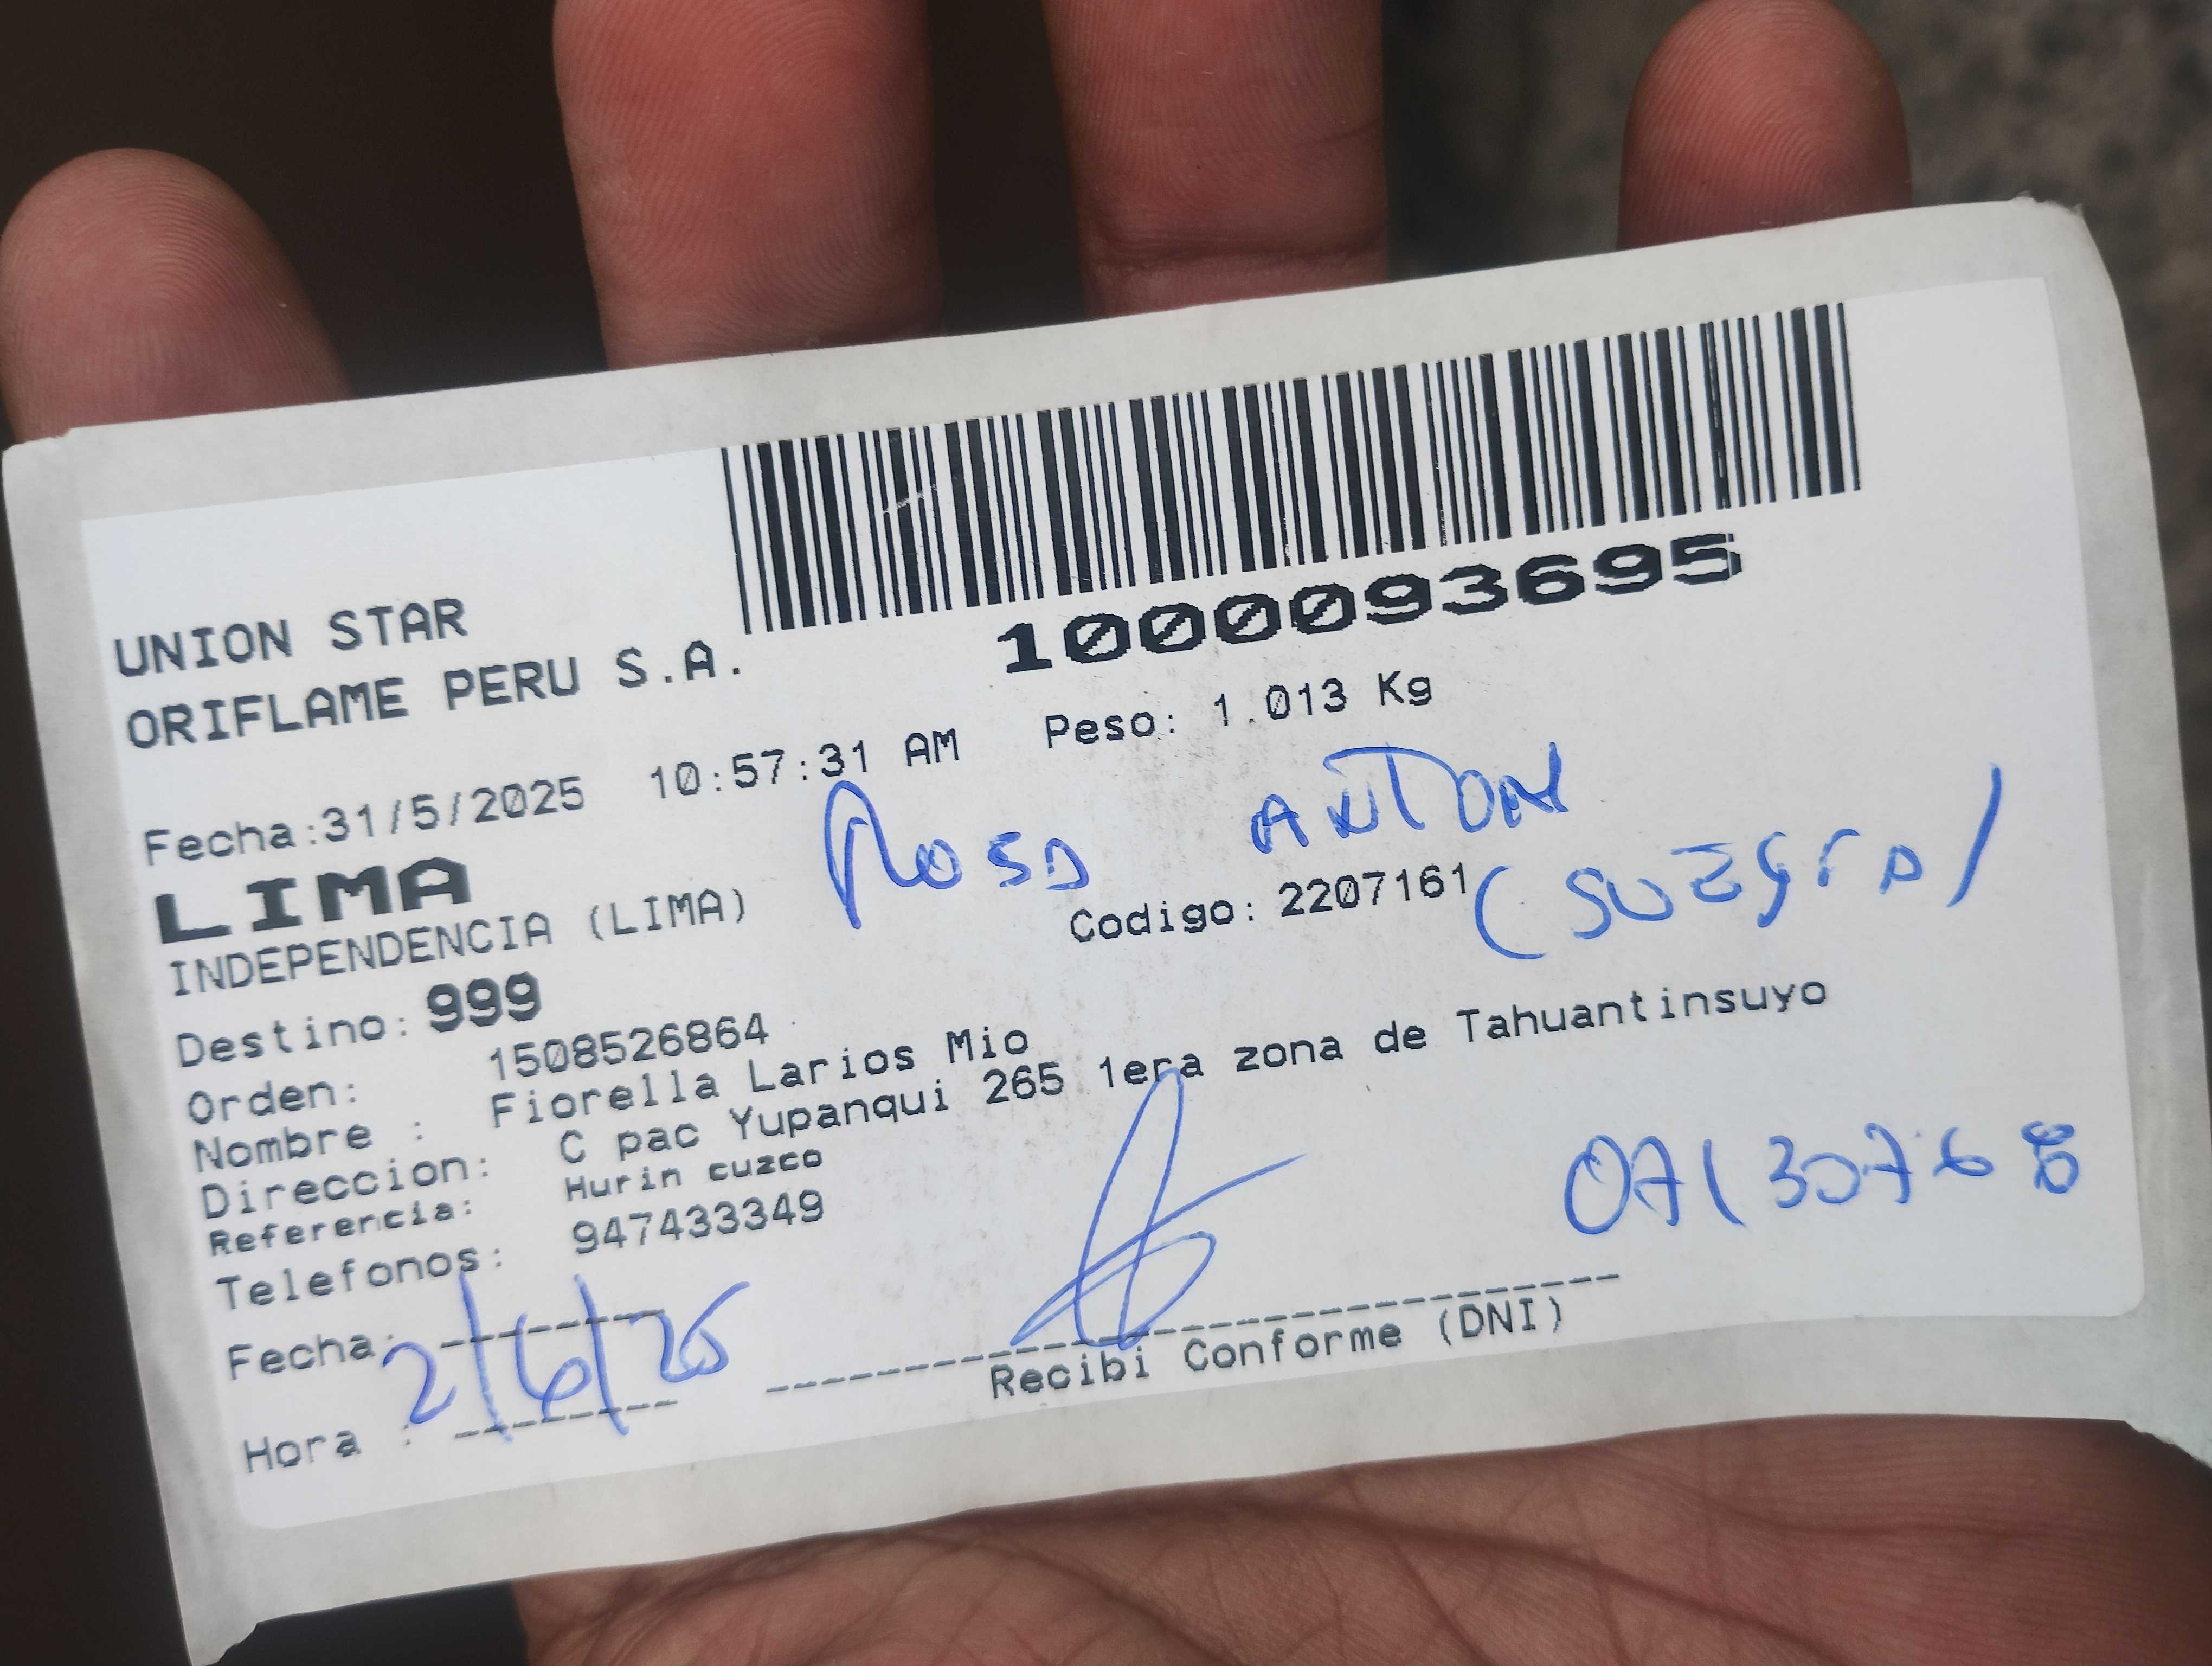 1000093695
UNION STAR
ORIFLAME PERU S.A.
Fecha:31/5/2025 10:57:31 AM Peso: 1.013 Kg
LIMA
Rosa ANTON
INDEPENDENCIA (LIMA) Codigo: 2207161 (SUEgra)
Destino: 999
Orden: 1508526864
Nombre : Fiorella Larios Mio
Direccion: C pac Yupanqui 265 1era zona de Tahuantinsuyo
Referencia: Hurin cuzco
Telefonos: 947433349
07130768
Fecha: 2/6/25
Recibi Conforme (DNI)
Hora :